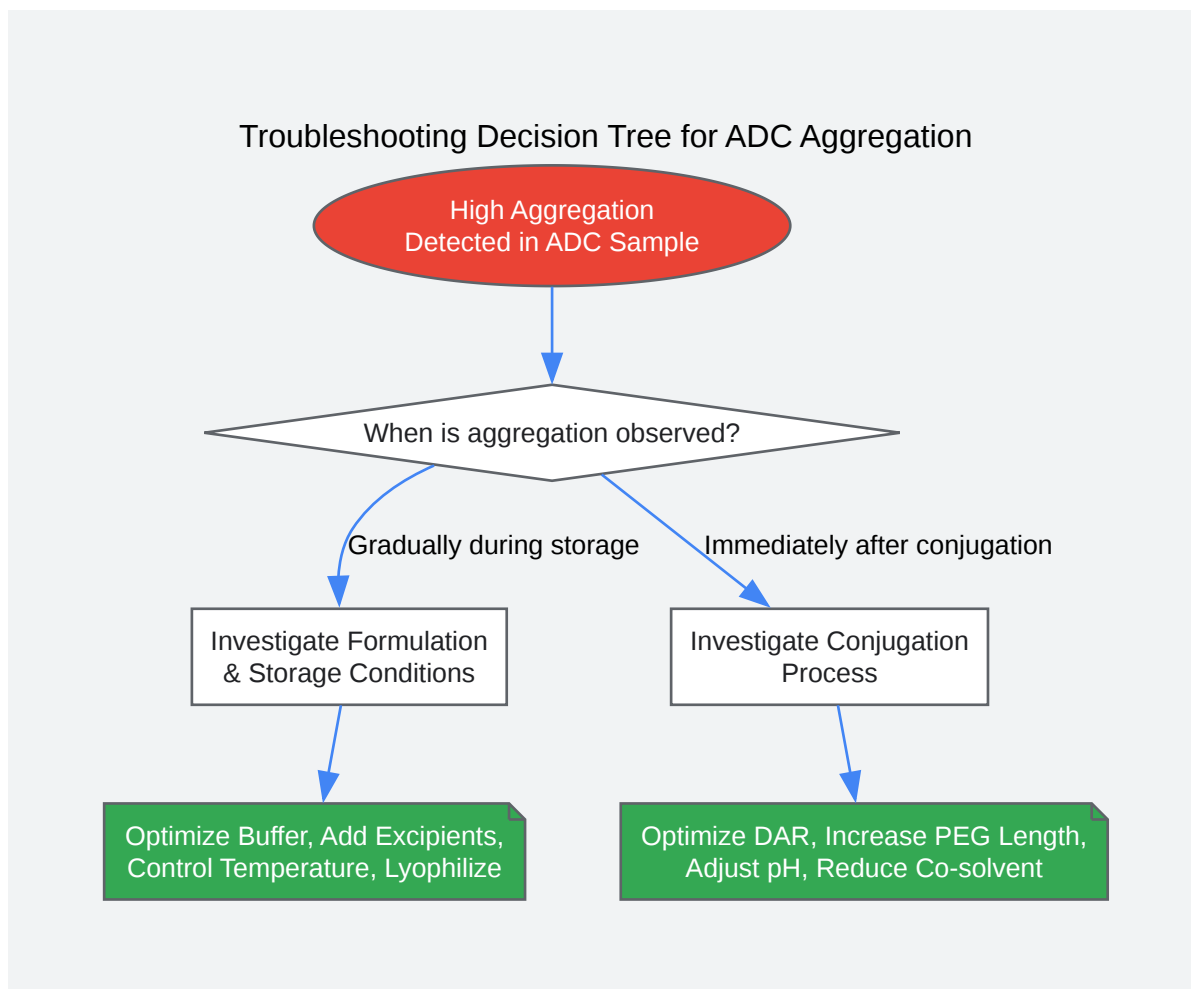 Troubleshooting Decision Tree for ADC Aggregation
High Aggregation
Detected in ADC Sample
When is aggregation observed?
Gradually during storage
Immediately after conjugation
Investigate Formulation
& Storage Conditions
Investigate Conjugation
Process
Optimize Buffer, Add Excipients,
Control Temperature, Lyophilize
Optimize DAR, Increase PEG Length,
Adjust pH, Reduce Co-solvent